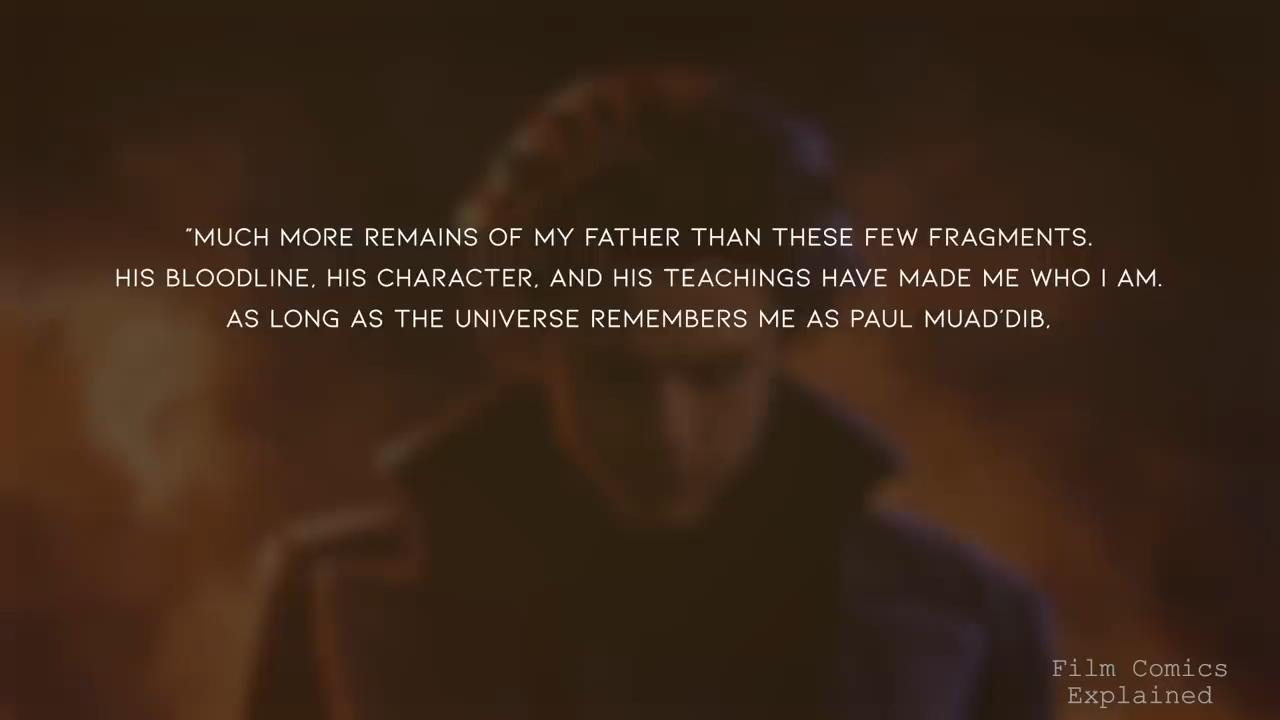 "MUCH MORE REMAINS OF MY FATHER THAN THESE FEW FRAGMENTS.
HIS BLOODLINE, HIS CHARACTER, AND HIS TEACHINGS HAVE MADE ME WHO I AM.
AS LONG AS THE UNIVERSE REMEMBERS ME AS PAUL MUAD'DIB,
Film Comics
Explained